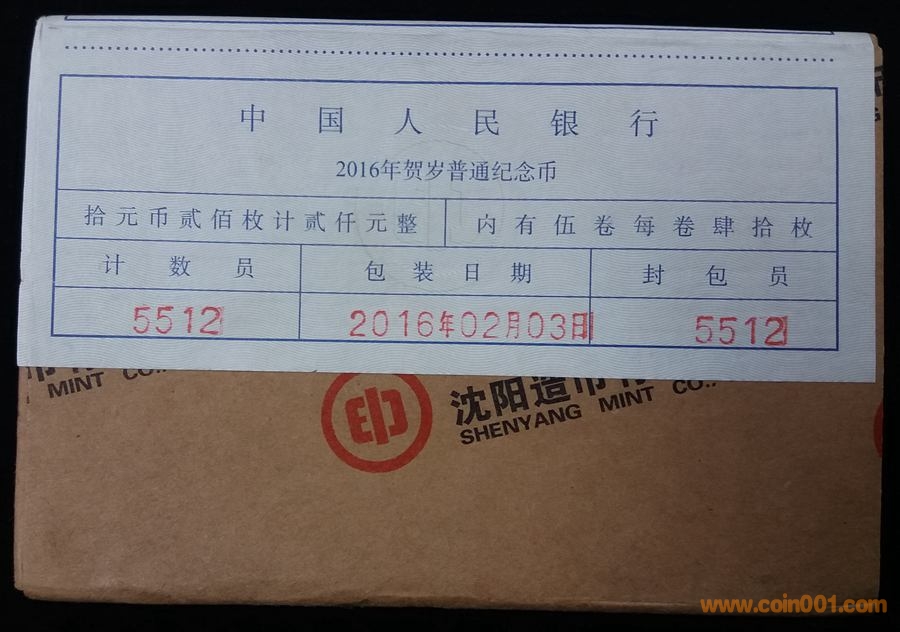 中国人民银行
2016年贺岁普通纪念币
拾元币贰佰枚计贰仟元整 内有伍卷每卷肆拾枚
计数员 包装日期 封包员
5512 2016年02月03日 5512
MINT CO.,
沈阳造币
SHENYANG MINT CO.,
www.coin001.com